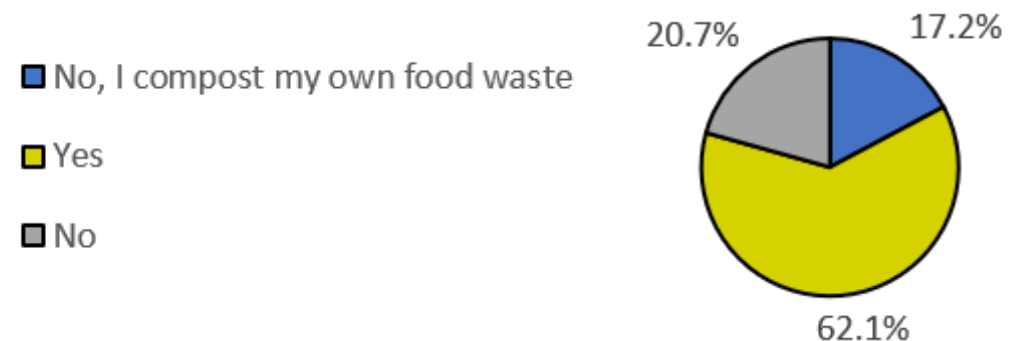 20.7%
17.2%
No, I compost my own food waste
Yes
No
62.1%